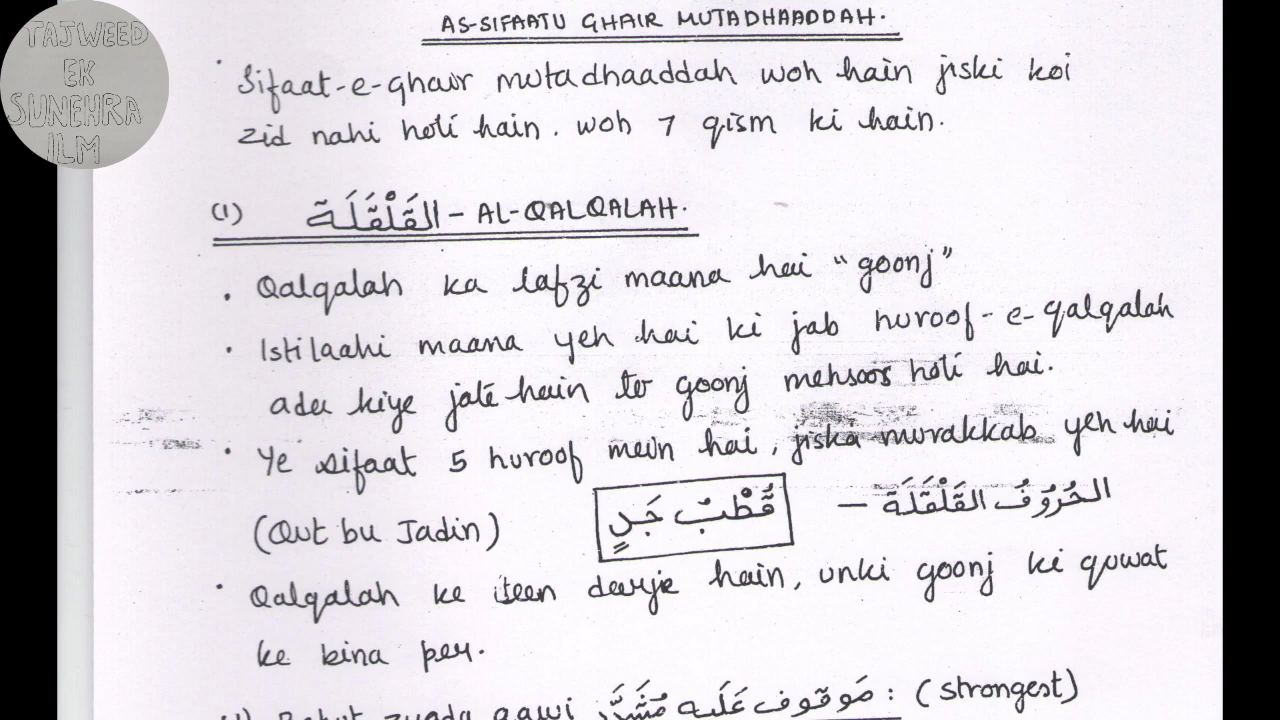 TAJWEED
EK
SUNEHRA
ILM
AS-SIFAATU GHAIR MUTADHAADDAH.
Sifaat-e-ghair mutadhaaddah woh hain jiski koi
zid nahi hoti hain. woh 7 qism ki hain.
(1) القَلْقَلَة - AL-QALQALAH.
• Qalqalah ka lafzi maana hai "goonj"
• Istilaahi maana yeh hai ki jab huroof-e-qalqalah
ada kiye jate hain to goonj mehsoos hoti hai.
• Ye sifaat 5 huroof mein hai, jiska murakkab yeh hai
(Qut bu Jadin) قُطْبُ جَدٍ — الحُرُوْفُ القَلْقَلَة
• Qalqalah ke teen darje hain, unki goonj ki quwat
ke bina per.
Bahut zyada qawi مَوقُوف عَلَيه مُشَدَّد : (strongest)